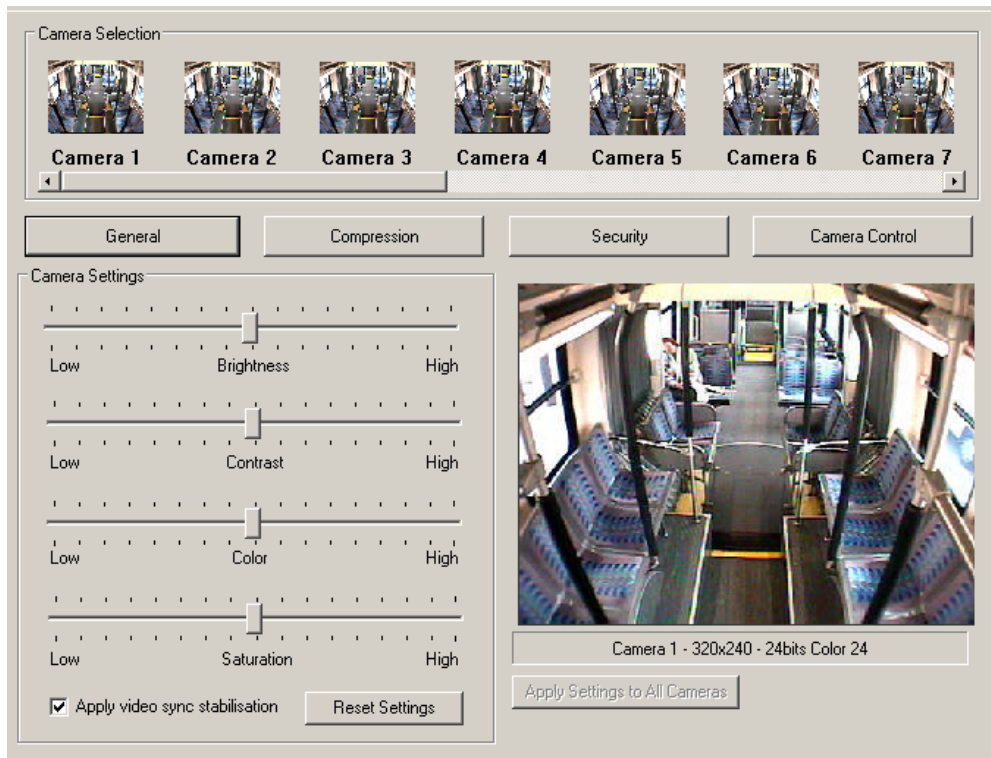 Camera Selection
Camera 1 Camera 2 Camera 3 Camera 4 Camera 5 Camera 6 Camera 7
General Compression Security Camera Control
Camera Settings
Low Brightness High
Low Contrast High
Low Color High
Low Saturation High
Camera 1 - 320x240 - 24bits Color 24
Apply Settings to All Cameras
Apply video sync stabilisation Reset Settings